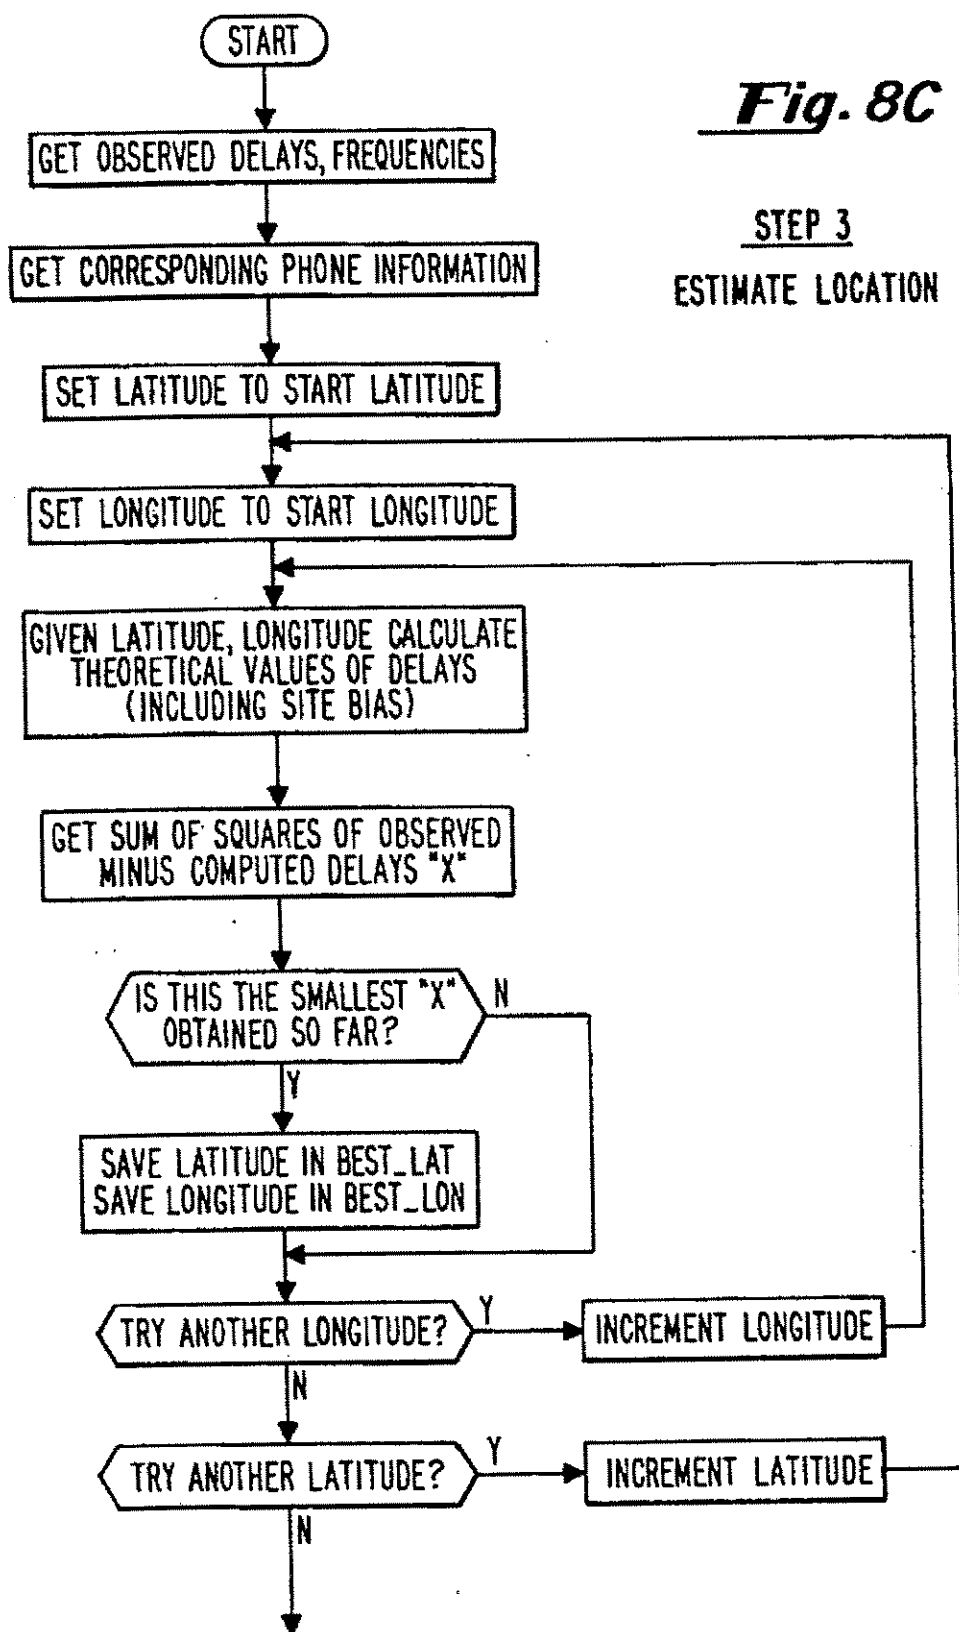 START
Fig. 8C
GET OBSERVED DELAYS, FREQUENCIES
STEP 3
GET CORRESPONDING PHONE INFORMATION
ESTIMATE LOCATION
SET LATITUDE TO START LATITUDE
SET LONGITUDE TO START LONGITUDE
GIVEN LATITUDE, LONGITUDE CALCULATE
THEORETICAL VALUES OF DELAYS
(INCLUDING SITE BIAS)
GET SUM OF SQUARES OF OBSERVED
MINUS COMPUTED DELAYS "X"
IS THIS THE SMALLEST "X"
OBTAINED SO FAR?
N
Y
SAVE LATITUDE IN BEST_LAT
SAVE LONGITUDE IN BEST_LON
TRY ANOTHER LONGITUDE?
Y
INCREMENT LONGITUDE
N
TRY ANOTHER LATITUDE?
Y
INCREMENT LATITUDE
N